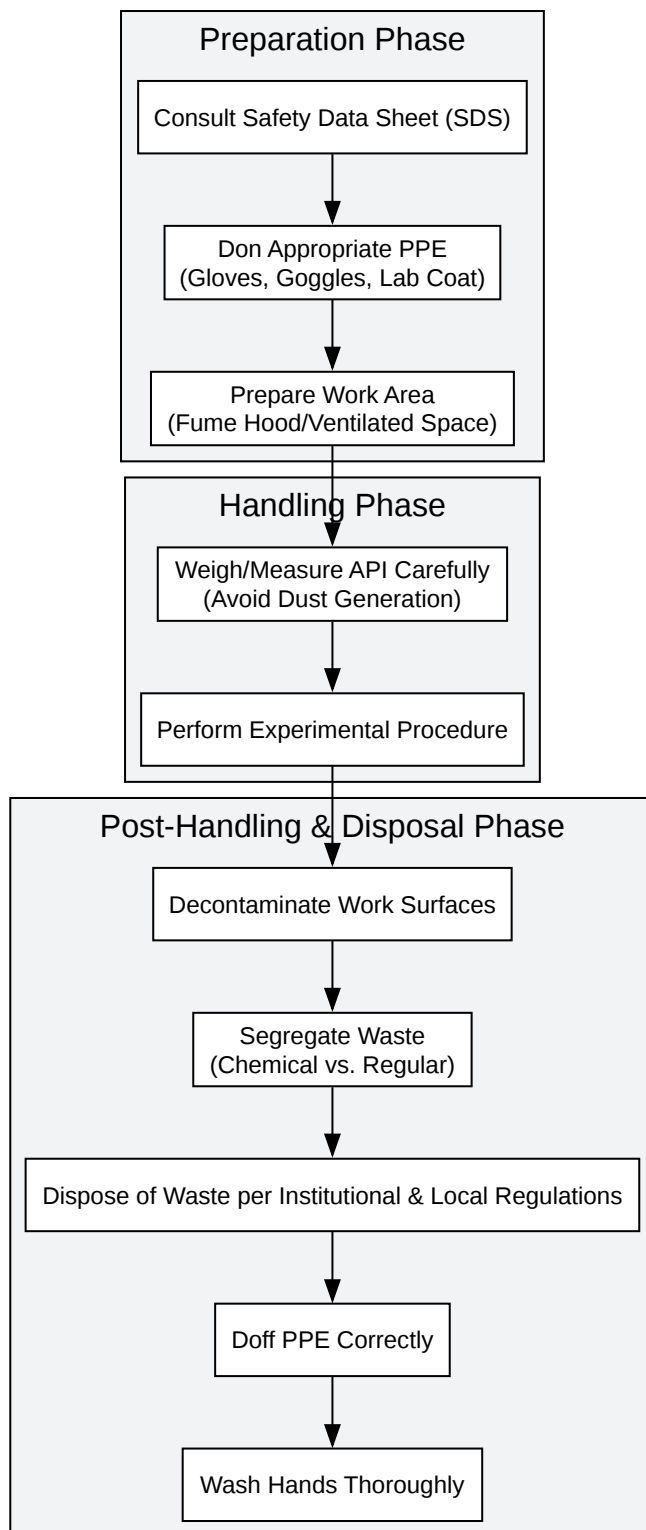 Preparation Phase
Consult Safety Data Sheet (SDS)
Don Appropriate PPE
(Gloves, Goggles, Lab Coat)
Prepare Work Area
(Fume Hood/Ventilated Space)
Handling Phase
Weigh/Measure API Carefully
(Avoid Dust Generation)
Perform Experimental Procedure
Post-Handling & Disposal Phase
Decontaminate Work Surfaces
Segregate Waste
(Chemical vs. Regular)
Dispose of Waste per Institutional & Local Regulations
Doff PPE Correctly
Wash Hands Thoroughly